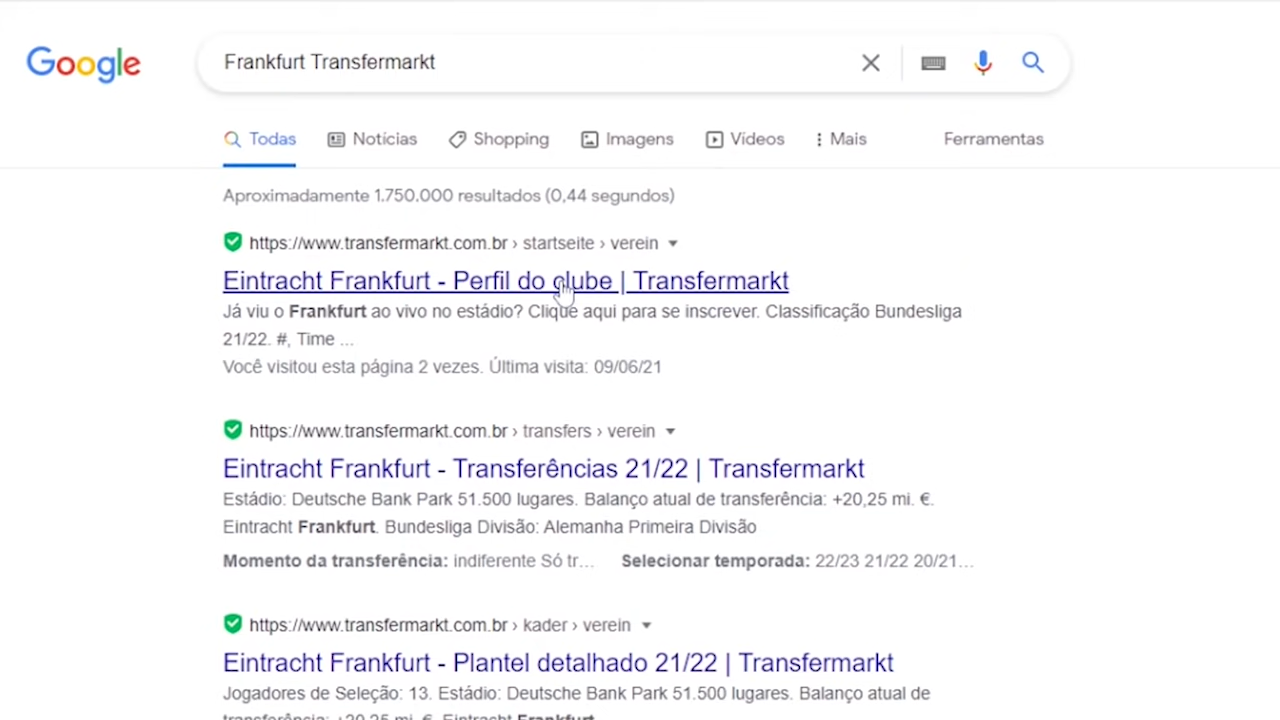 Google
Frankfurt Transfermarkt
Todas Notícias Shopping Imagens Vídeos Mais Ferramentas
Aproximadamente 1.750.000 resultados (0,44 segundos)
https://www.transfermarkt.com.br › startseite › verein
Eintracht Frankfurt - Perfil do clube | Transfermarkt
Já viu o Frankfurt ao vivo no estádio? Clique aqui para se inscrever. Classificação Bundesliga
21/22. #, Time ...
Você visitou esta página 2 vezes. Última visita: 09/06/21
https://www.transfermarkt.com.br › transfers › verein
Eintracht Frankfurt - Transferências 21/22 | Transfermarkt
Estádio: Deutsche Bank Park 51.500 lugares. Balanço atual de transferência: +20,25 mi. €.
Eintracht Frankfurt. Bundesliga Divisão: Alemanha Primeira Divisão
Momento da transferência: indiferente Só tr... Selecionar temporada: 22/23 21/22 20/21...
https://www.transfermarkt.com.br › kader › verein
Eintracht Frankfurt - Plantel detalhado 21/22 | Transfermarkt
Jogadores de Seleção: 13. Estádio: Deutsche Bank Park 51.500 lugares. Balanço atual de
transferência: +20,25 mi. €. Eintracht Frankfurt.